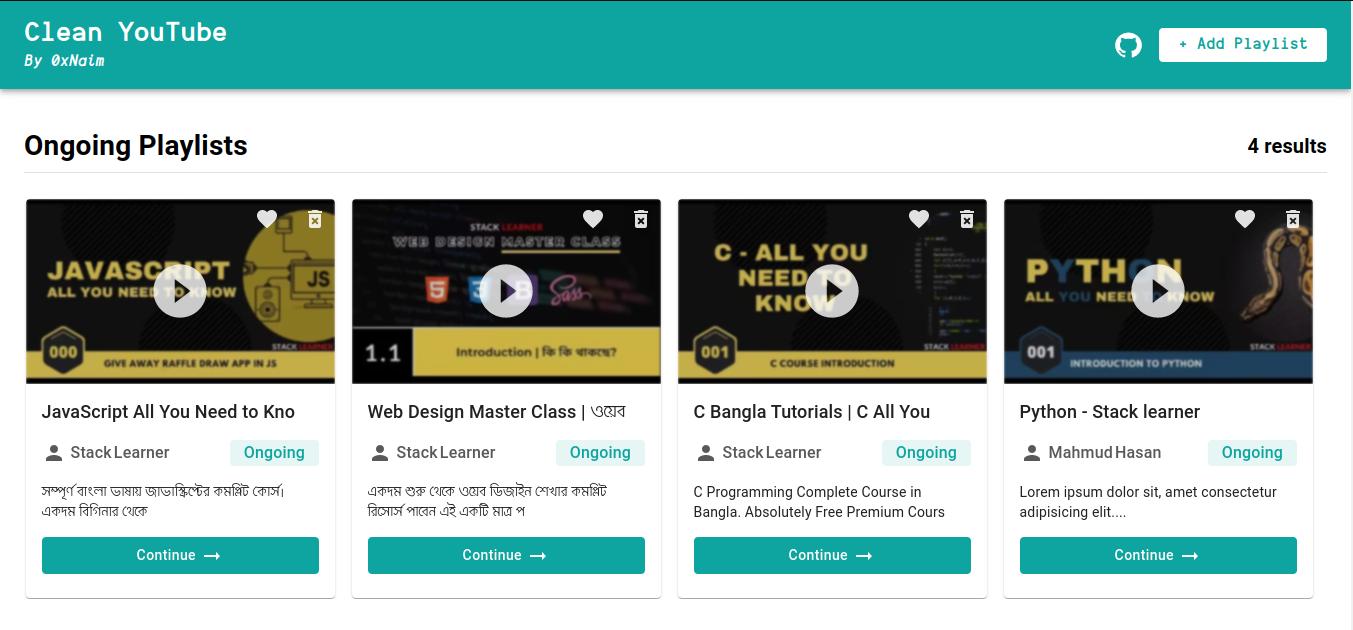 Clean YouTube
By 0xNaim
+ Add Playlist
Ongoing Playlists
4 results
JAVASCRIPT
ALL YOU NEED TO KNOW
JS
000
STACK LEARNER
GIVE AWAY RAFFLE DRAW APP IN JS
JavaScript All You Need to Kno
Stack Learner
Ongoing
সম্পূর্ণ বাংলা ভাষায় জাভাস্ক্রিপ্টের কমপ্লিট কোর্স।
একদম বিগিনার থেকে
Continue
STACK LEARNER
WEB DESIGN MASTER CLASS
5
3
B
Sass
1.1
Introduction | কি কি থাকছে?
Web Design Master Class | ওয়েব
Stack Learner
Ongoing
একদম শুরু থেকে ওয়েব ডিজাইন শেখার কমপ্লিট
রিসোর্স পাবেন এই একটি মাত্র প
Continue
C - ALL YOU
NEED TO
KNOW
001
STACK LEARNER
C COURSE INTRODUCTION
C Bangla Tutorials | C All You
Stack Learner
Ongoing
C Programming Complete Course in
Bangla. Absolutely Free Premium Cours
Continue
PYTHON
ALL YOU NEED TO KNOW
001
STACK LEARNER
INTRODUCTION TO PYTHON
Python - Stack learner
Mahmud Hasan
Ongoing
Lorem ipsum dolor sit, amet consectetur
adipisicing elit....
Continue